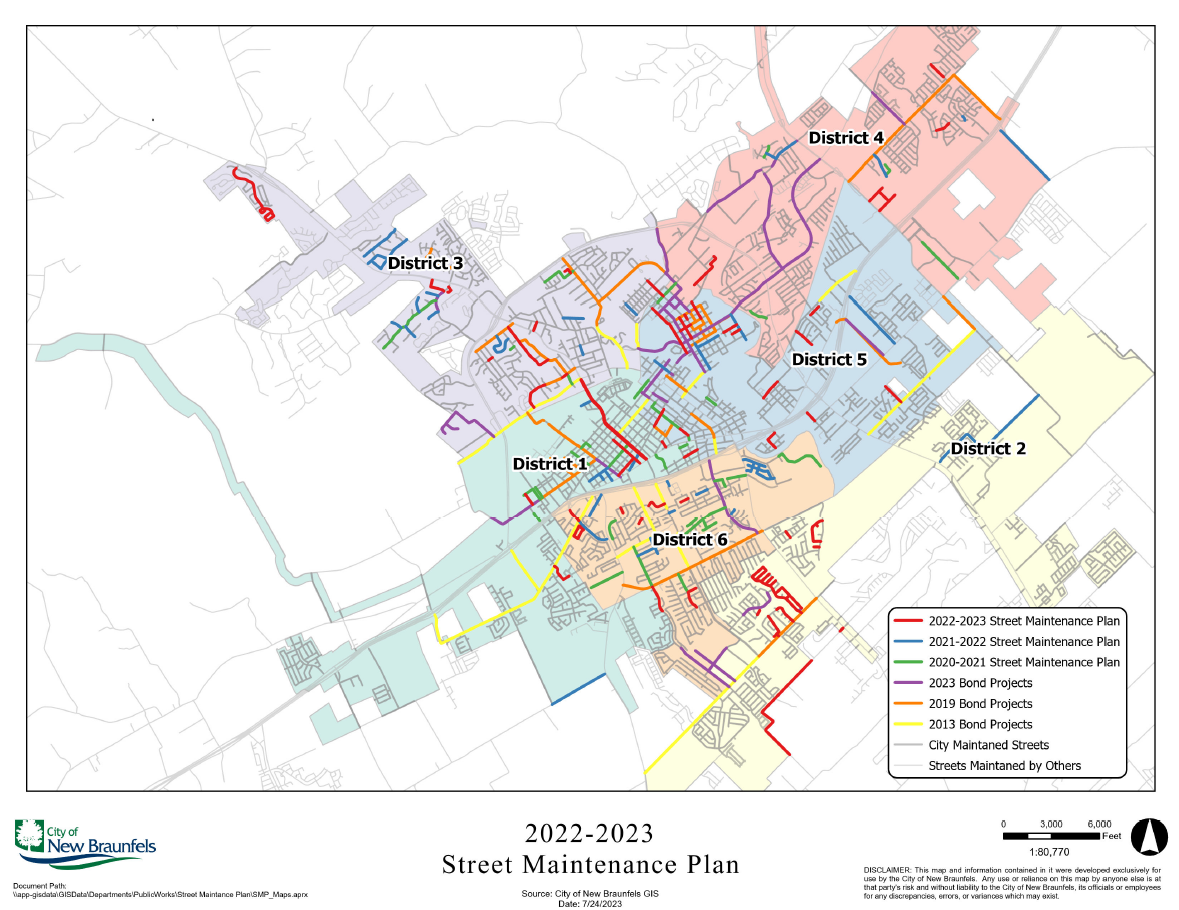 District 4
District 3
District 5
District 2
District 1
District 6
2022-2023 Street Maintenance Plan
2021-2022 Street Maintenance Plan
2020-2021 Street Maintenance Plan
2023 Bond Projects
2019 Bond Projects
2013 Bond Projects
City Maintaned Streets
Streets Maintaned by Others
City of
New Braunfels
Document Path:
\\app-gisdata\GISData\Departments\PublicWorks\Street Maintance Plan\SMP_Maps.aprx
2022-2023
Street Maintenance Plan
Source: City of New Braunfels GIS
Date: 7/24/2023
0 3,000 6,000
Feet
1:80,770
DISCLAIMER: This map and information contained in it were developed exclusively for
use by the City of New Braunfels. Any use or reliance on this map by anyone else is at
that party's risk and without liability to the City of New Braunfels, its officials or employees
for any discrepancies, errors, or variances which may exist.